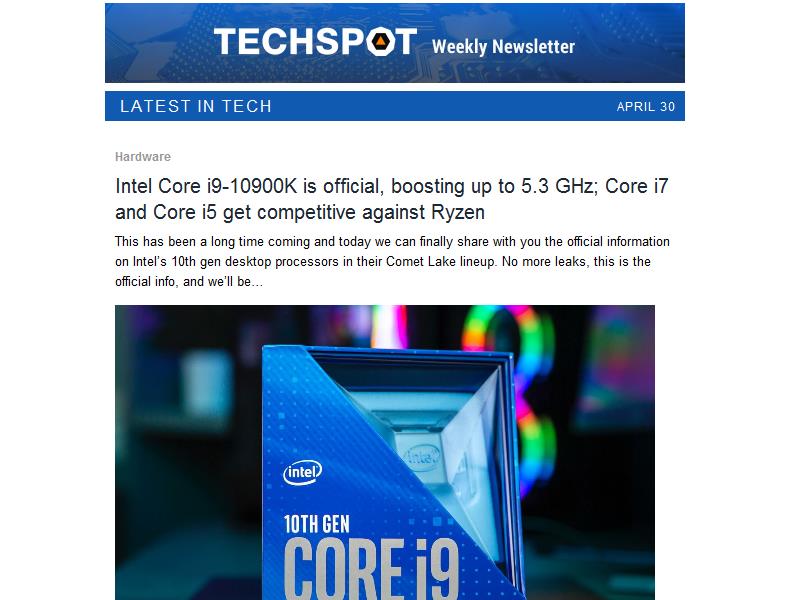 TECHSPOT Weekly Newsletter
LATEST IN TECH APRIL 30
Hardware
Intel Core i9-10900K is official, boosting up to 5.3 GHz; Core i7
and Core i5 get competitive against Ryzen
This has been a long time coming and today we can finally share with you the official information
on Intel’s 10th gen desktop processors in their Comet Lake lineup. No more leaks, this is the
official info, and we’ll be…
intel
intel
10TH GEN
CORE i9